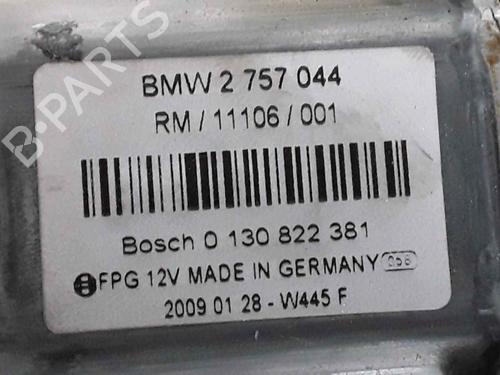 BMW 2 757 044
RM / 11106 / 001
Bosch 0 130 822 381
FPG 12V MADE IN GERMANY 058
2009 01 28 - W445 F
B-PARTS